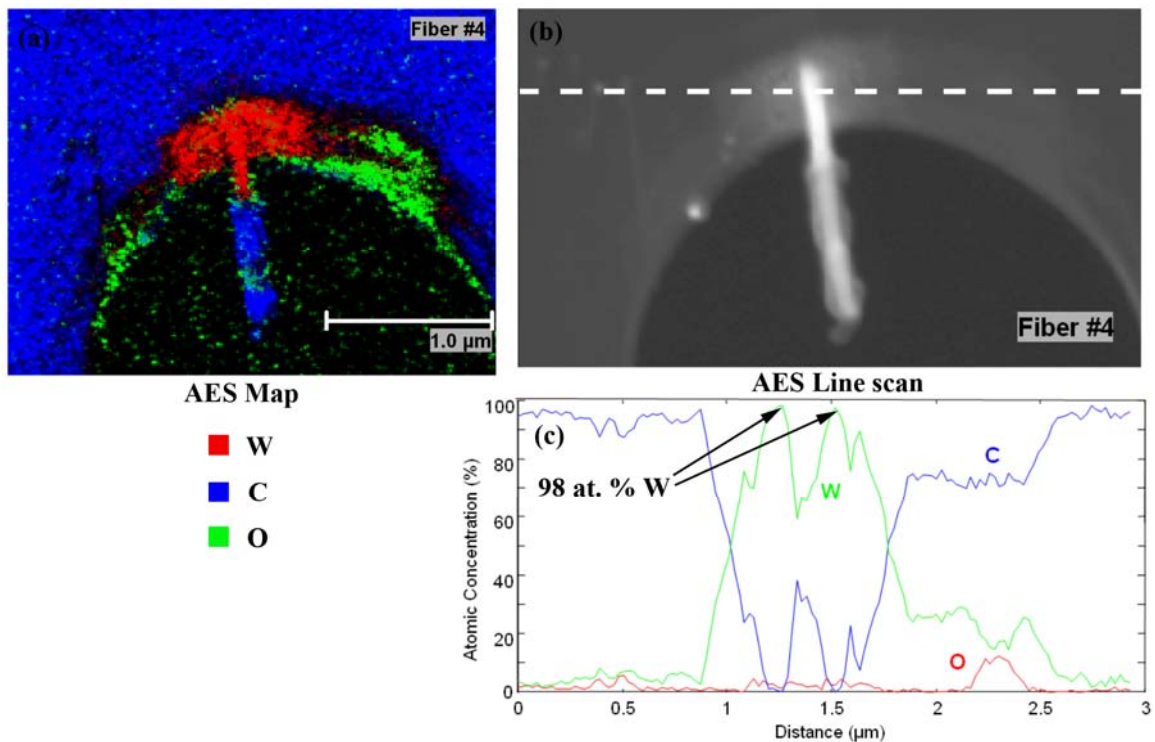 (a)
Fiber #4
1.0 µm
(b)
Fiber #4
AES Map
W
C
O
AES Line scan
(c)
100
80
60
40
20
0
Atomic Concentration (%)
98 at. % W
W
C
O
0
0.5
1
1.5
2
2.5
3
Distance (µm)